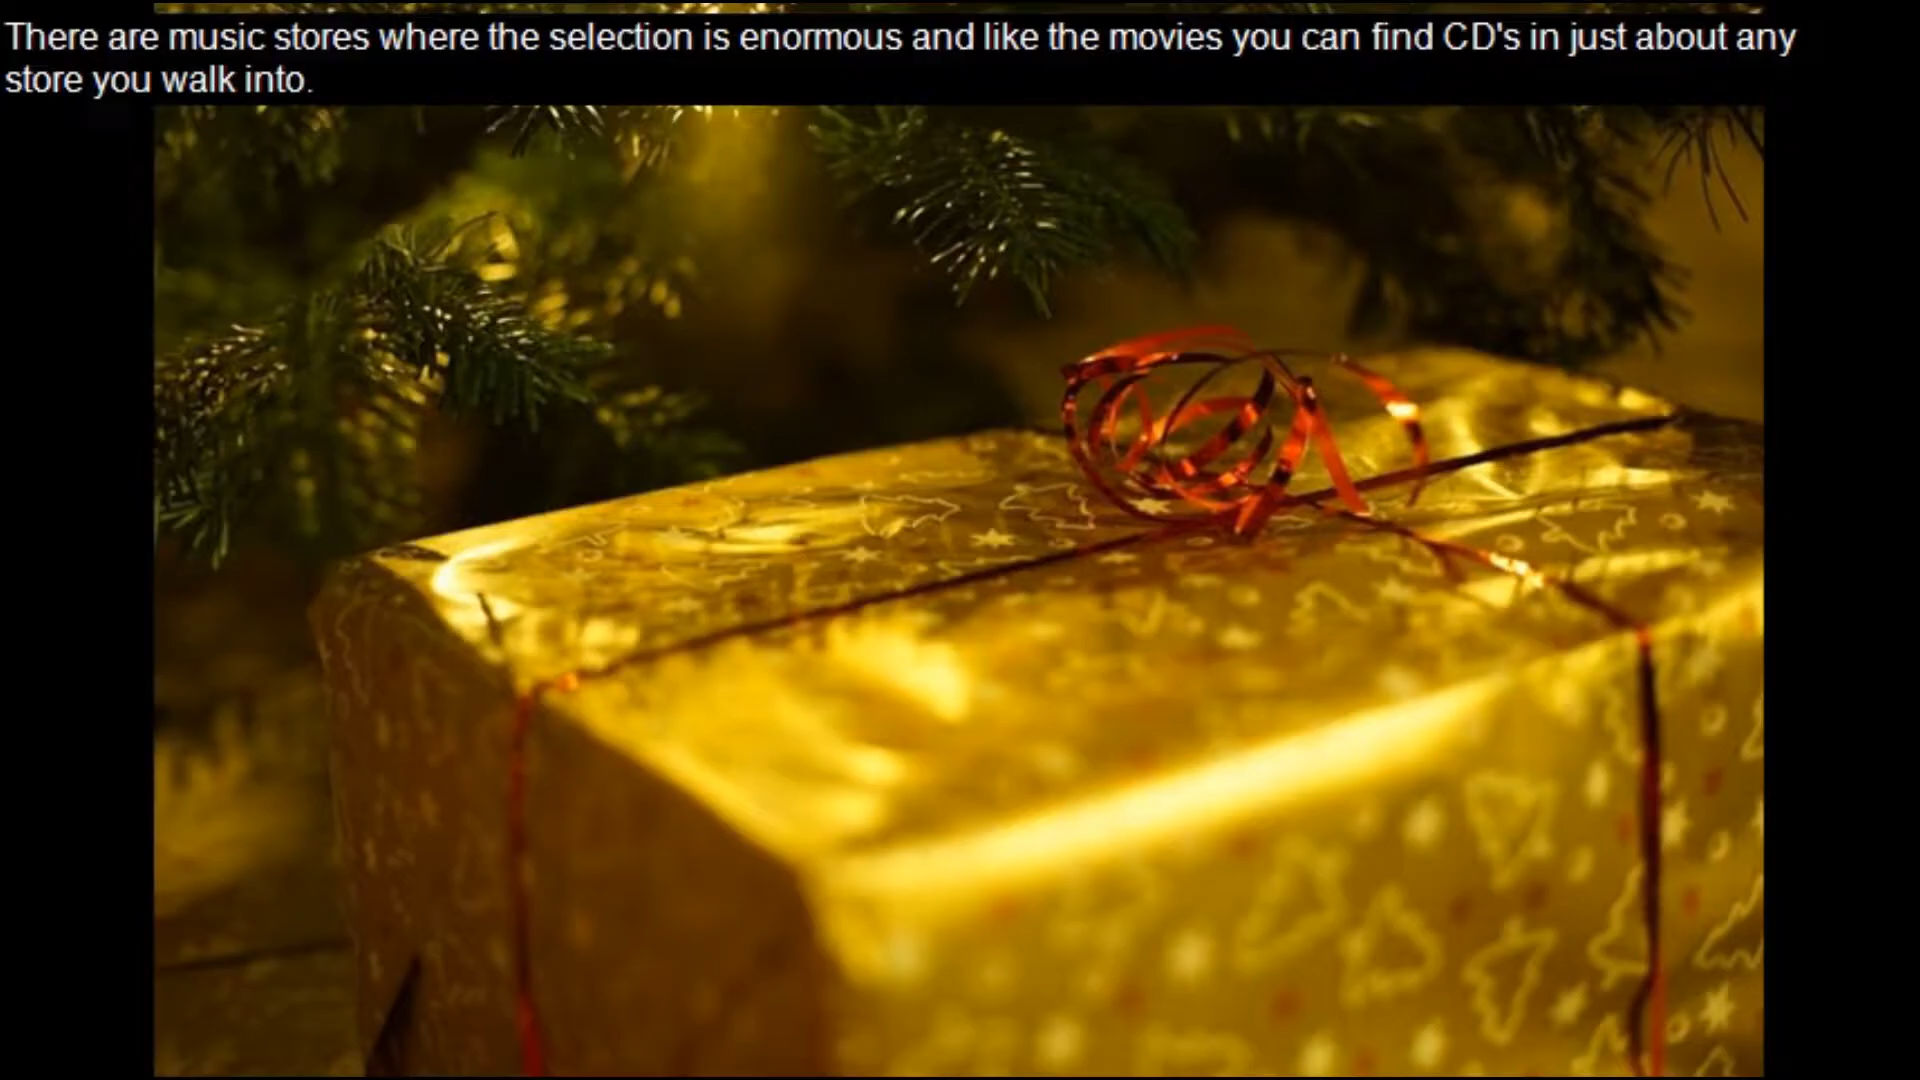 There are music stores where the selection is enormous and like the movies you can find CD's in just about any
store you walk into.